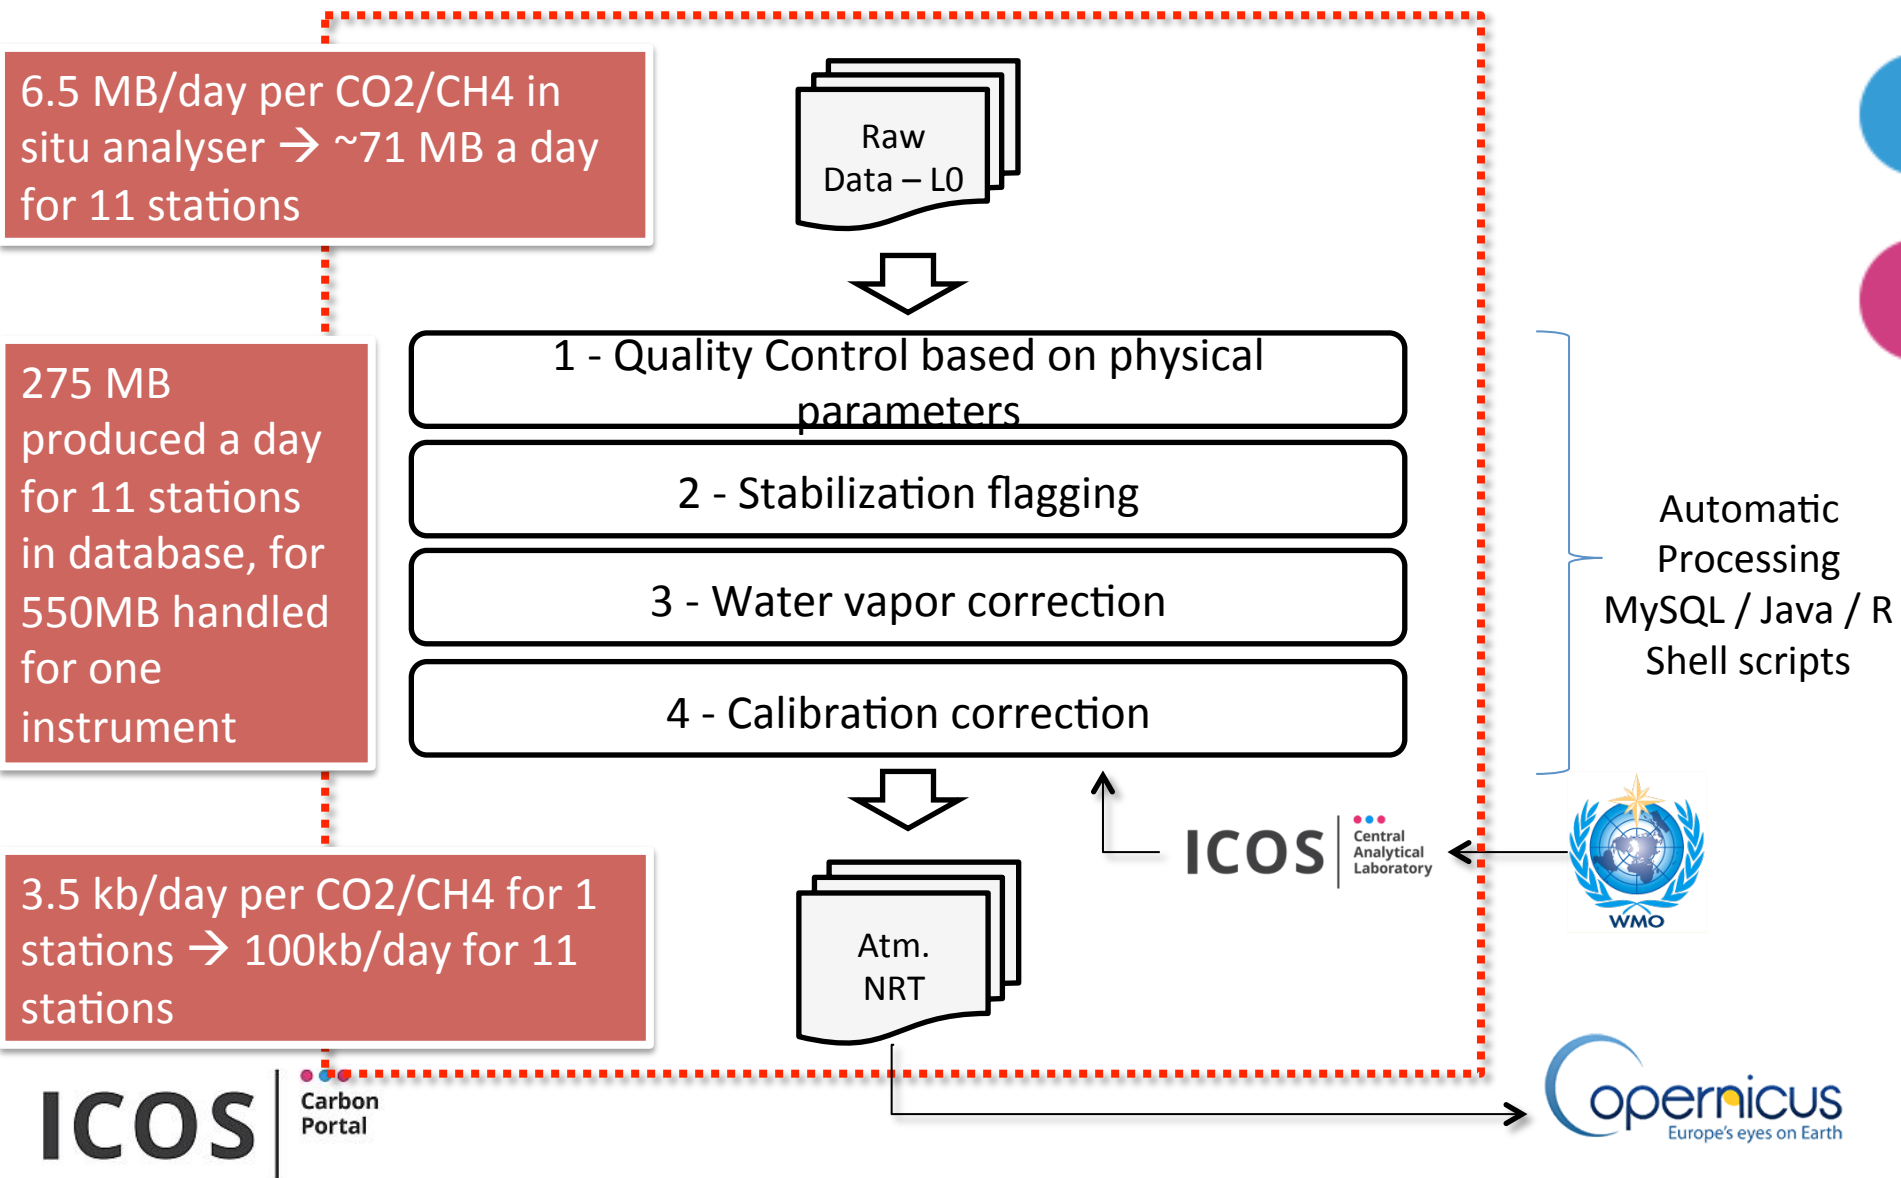 6.5 MB/day per CO2/CH4 in
situ analyser → ~71 MB a day
for 11 stations
Raw
Data – L0
275 MB
produced a day
for 11 stations
in database, for
550MB handled
for one
instrument
1 - Quality Control based on physical
parameters
2 - Stabilization flagging
3 - Water vapor correction
4 - Calibration correction
Automatic
Processing
MySQL / Java / R
Shell scripts
ICOS
Central
Analytical
Laboratory
WMO
3.5 kb/day per CO2/CH4 for 1
stations → 100kb/day for 11
stations
Atm.
NRT
ICOS
Carbon
Portal
opernicus
Europe's eyes on Earth